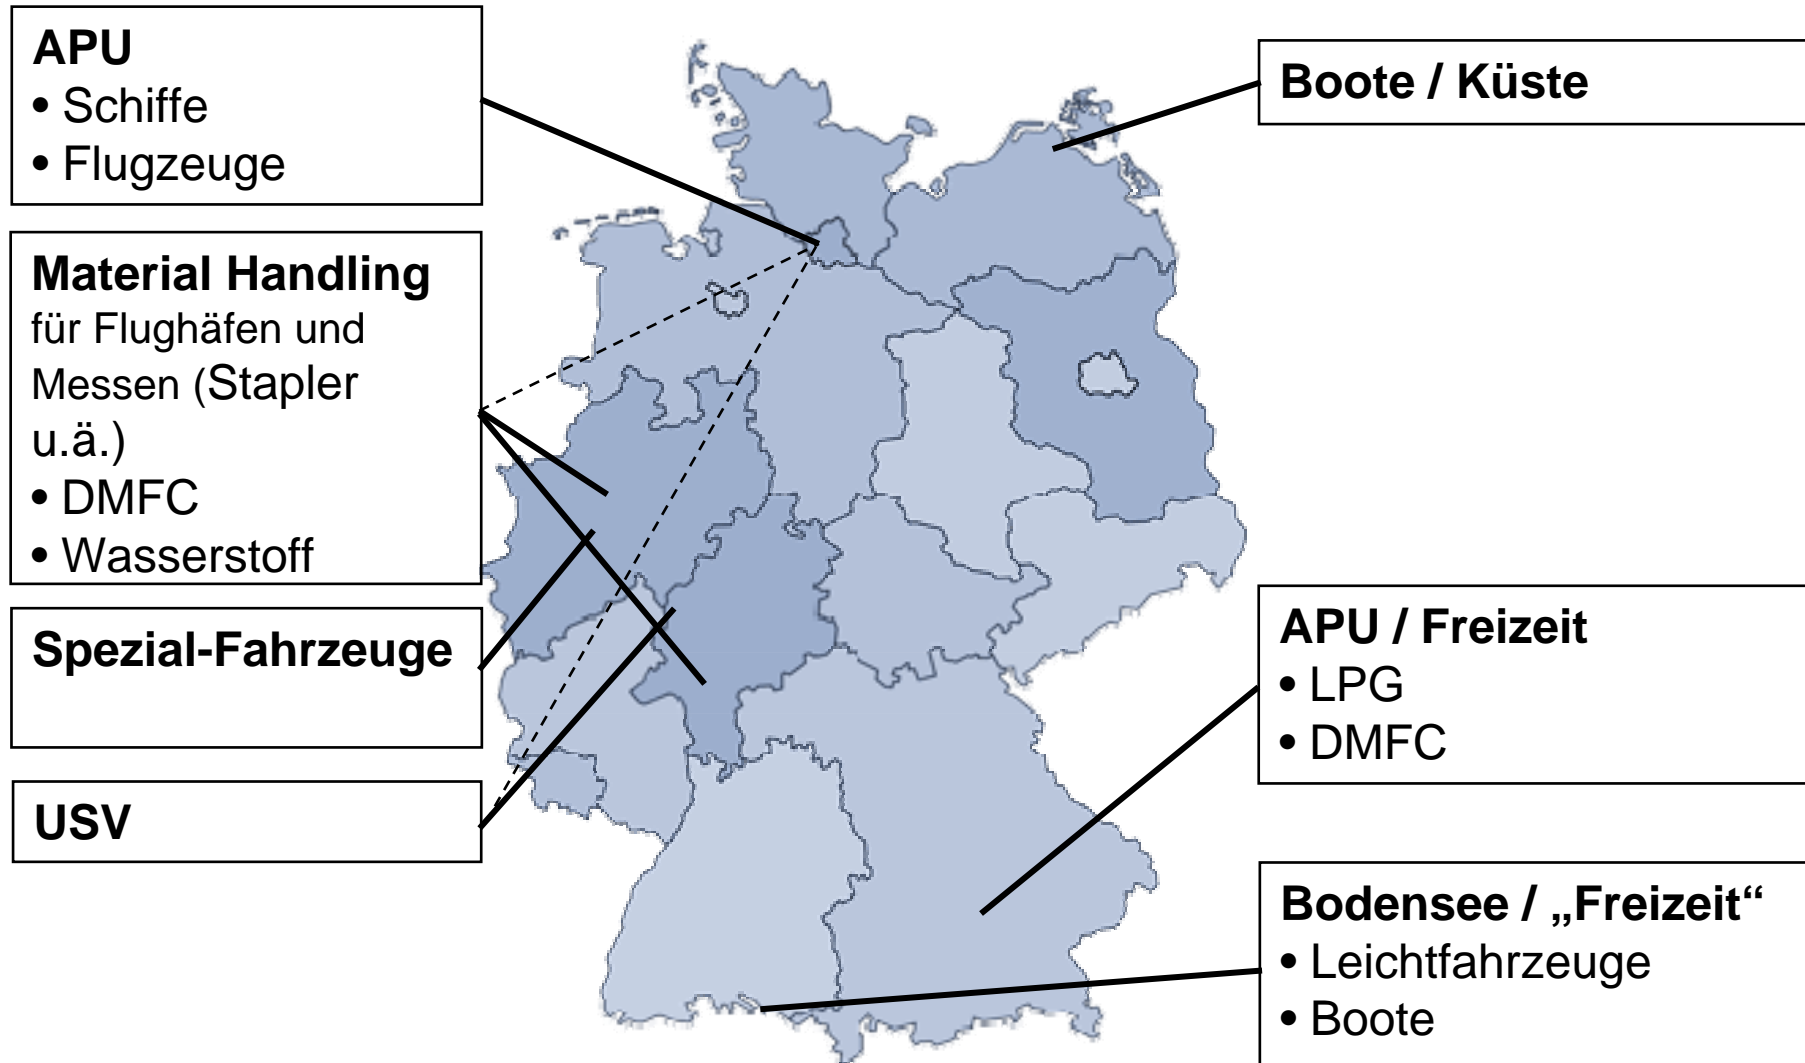 APU
• Schiffe
• Flugzeuge
Material Handling
für Flughäfen und
Messen (Stapler
u.ä.)
• DMFC
• Wasserstoff
Spezial-Fahrzeuge
USV
Boote / Küste
APU / Freizeit
• LPG
• DMFC
Bodensee / „Freizeit“
• Leichtfahrzeuge
• Boote